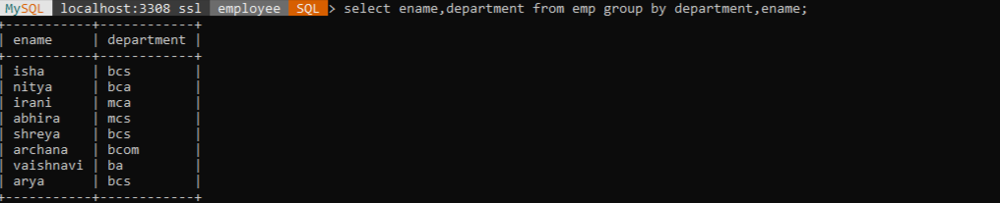 MySQL localhost:3308 ssl employee SQL > select ename,department from emp group by department,ename;
+-----------+------------+
| ename     | department |
+-----------+------------+
| isha      | bcs        |
| nitya     | bca        |
| irani     | mca        |
| abhira    | mcs        |
| shreya    | bcs        |
| archana   | bcom       |
| vaishnavi | ba         |
| arya      | bcs        |
+-----------+------------+